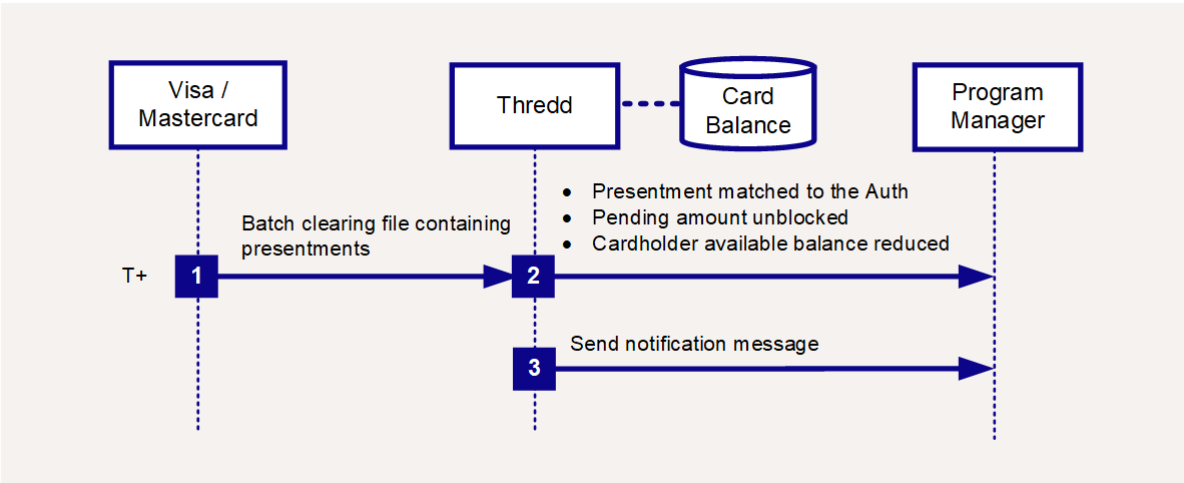 Visa /
Mastercard
Thredd
Card
Balance
Program
Manager
• Presentment matched to the Auth
• Pending amount unblocked
• Cardholder available balance reduced
Batch clearing file containing
presentments
T+
1
2
Send notification message
3